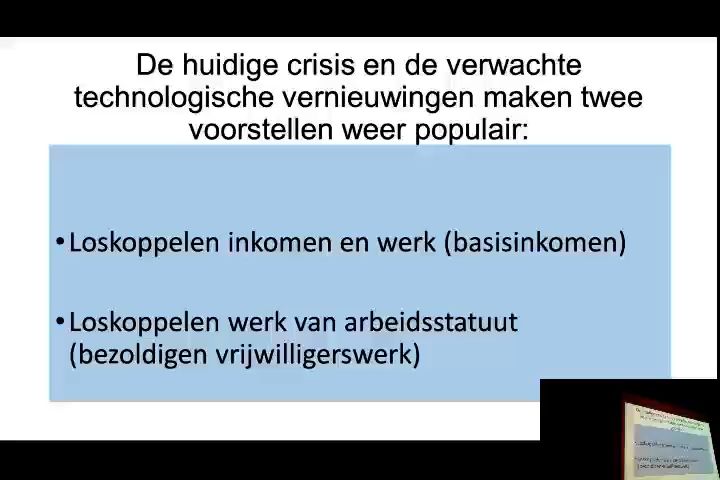 De huidige crisis en de verwachte
technologische vernieuwingen maken twee
voorstellen weer populair:
•Loskoppelen inkomen en werk (basisinkomen)
•Loskoppelen werk van arbeidsstatuut
(bezoldigen vrijwilligerswerk)